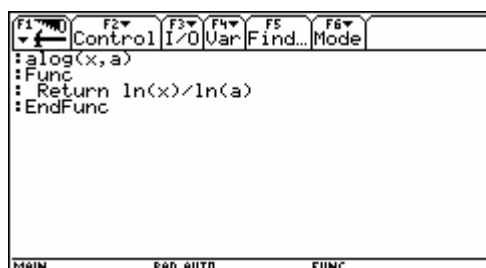 F1 F2 F3 F4 F5 F6
Control I/O Var Find… Mode
:alog(x,a)
:Func
: Return ln(x)/ln(a)
:EndFunc
MAIN RAD AUTO FUNC